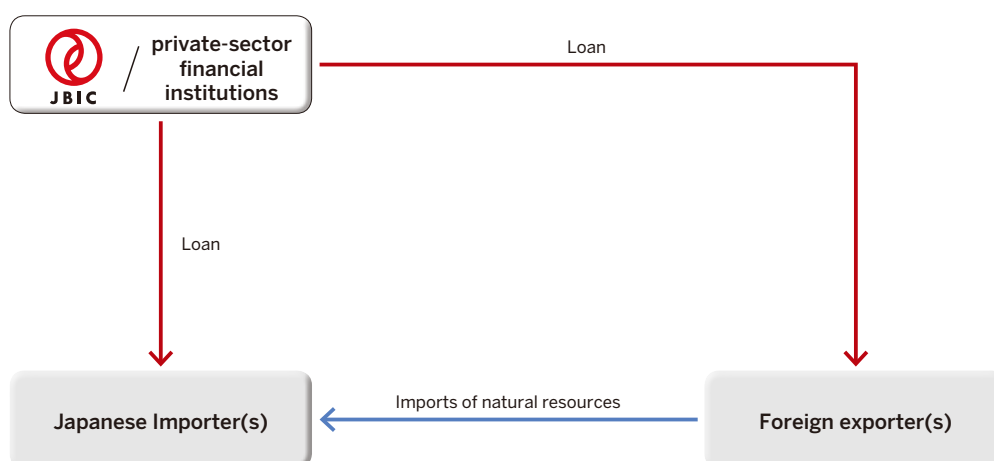 private-sector
financial
institutions
JBIC
/
Loan
Loan
Imports of natural resources
Japanese Importer(s)
Foreign exporter(s)